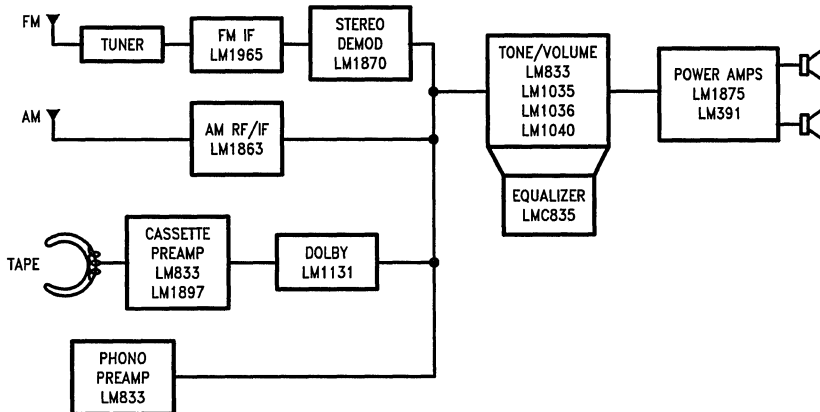 FM
TUNER
FM IF
LM1965
STEREO
DEMOD
LM1870
AM
AM RF/IF
LM1863
TONE/VOLUME
LM833
LM1035
LM1036
LM1040
EQUALIZER
LMC835
POWER AMPS
LM1875
LM391
TAPE
CASSETTE
PREAMP
LM833
LM1897
DOLBY
LM1131
PHONO
PREAMP
LM833